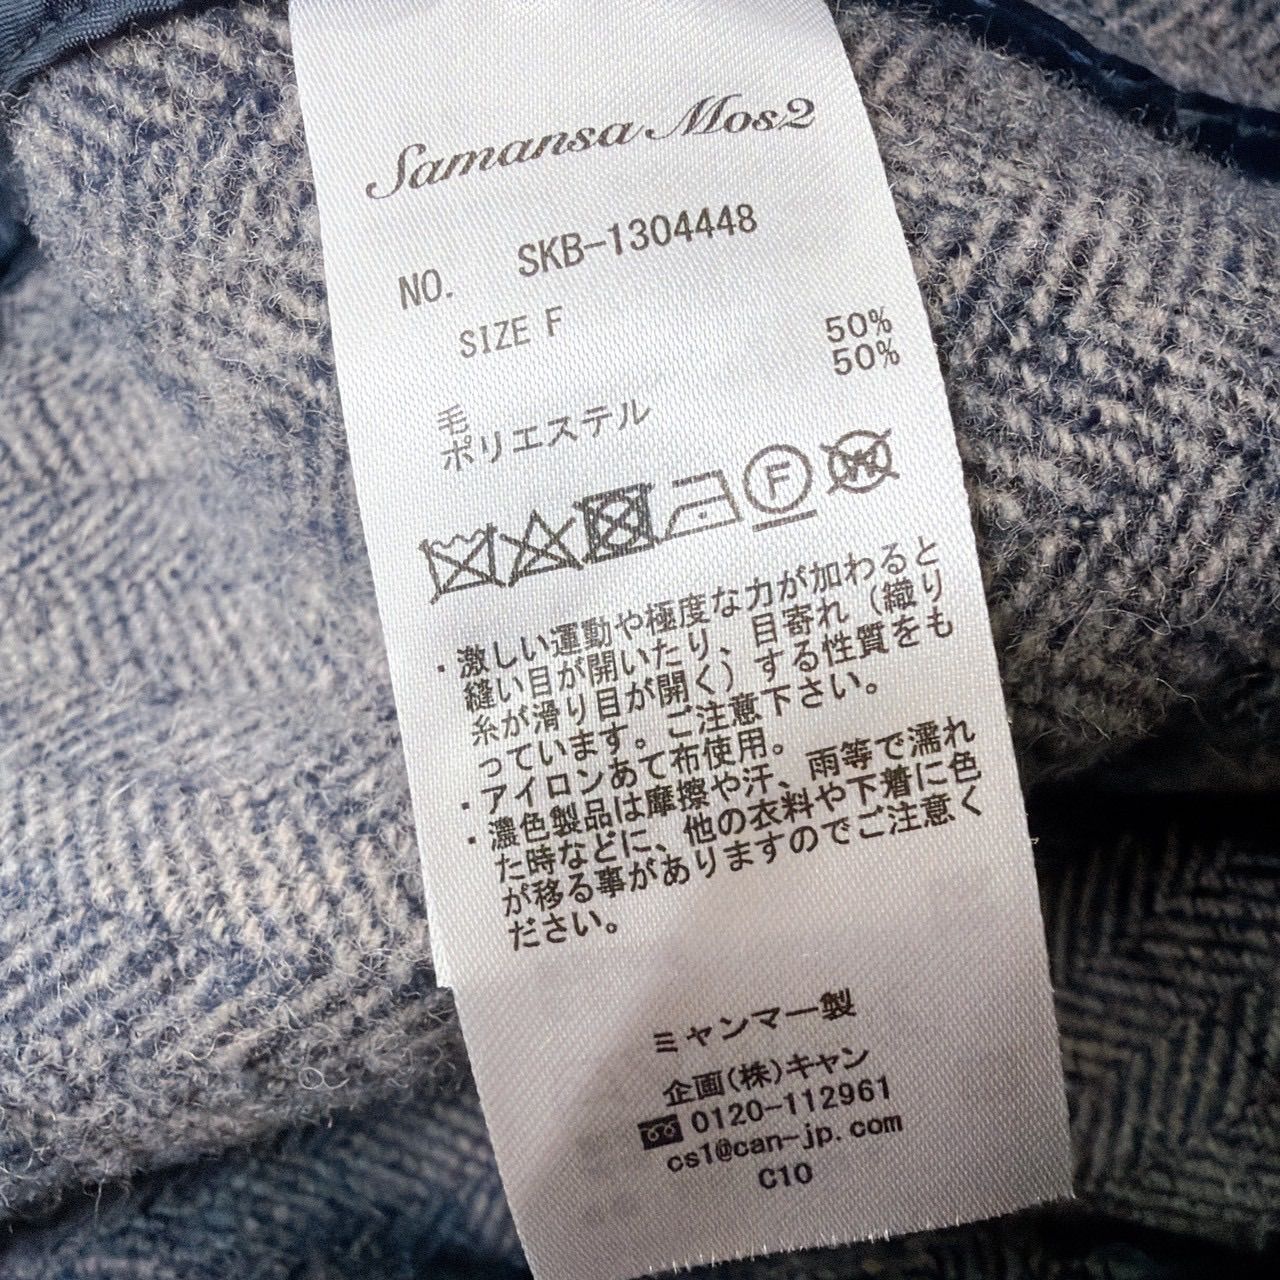 Samansa Mos2
NO. SKB-1304448
SIZE F
毛 50%
ポリエステル 50%
F
W
・激しい運動や極度な力が加わると
縫い目が開いたり、目寄れ（織り
糸が滑り目が開く）する性質をも
っています。ご注意下さい。
・アイロンあて布使用。
・濃色製品は摩擦や汗、雨等で濡れ
た時などに、他の衣料や下着に色
が移る事がありますのでご注意く
ださい。
ミャンマー製
企画(株)キャン
0120-112961
cs1@can-jp.com
C10